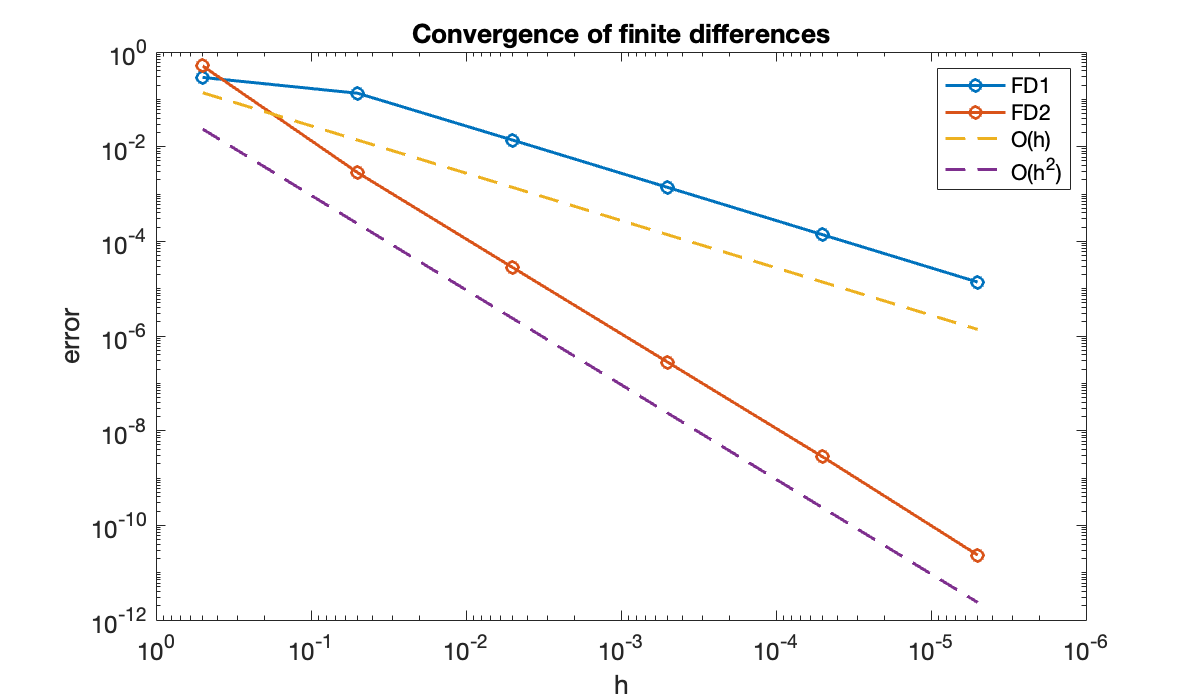 Convergence of finite differences
10^0
10^-2
10^-4
10^-6
10^-8
10^-10
10^-12
error
FD1
FD2
O(h)
O(h^2)
10^0 10^-1 10^-2 10^-3 10^-4 10^-5 10^-6
h